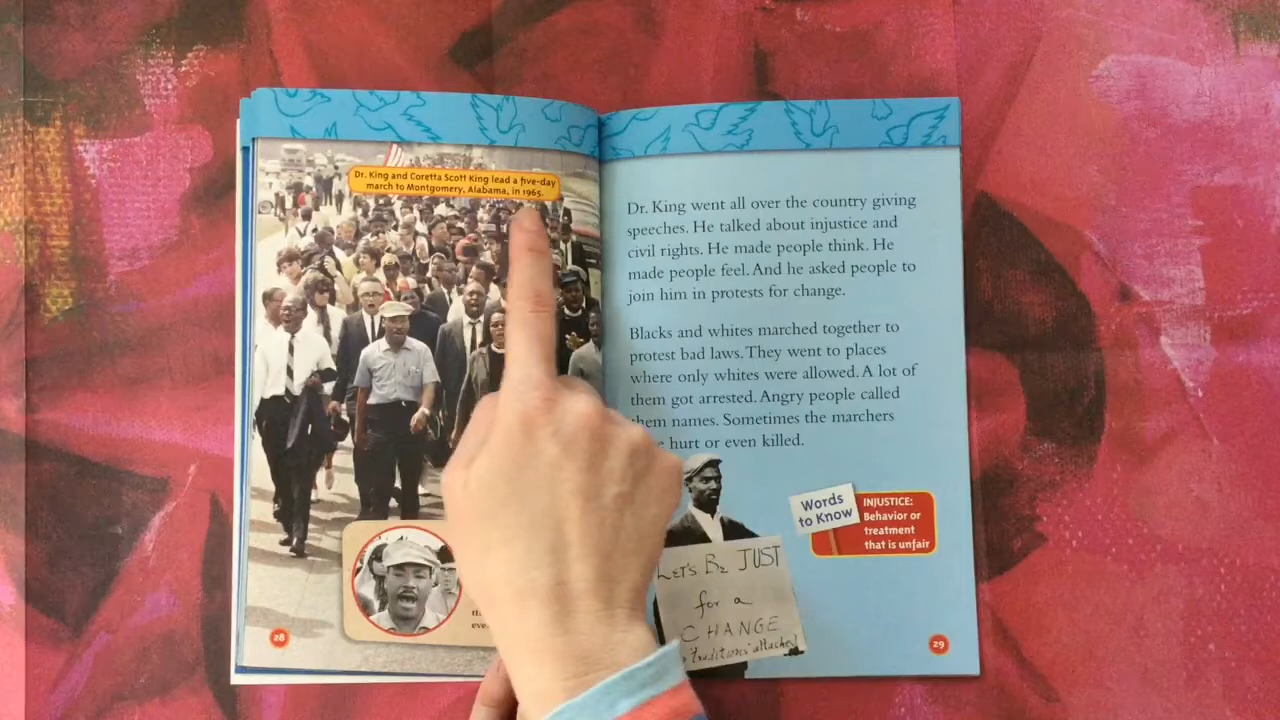 Dr. King and Coretta Scott King lead a five-day
march to Montgomery, Alabama, in 1965.
28
Dr. King went all over the country giving
speeches. He talked about injustice and
civil rights. He made people think. He
made people feel. And he asked people to
join him in protests for change.
Blacks and whites marched together to
protest bad laws. They went to places
where only whites were allowed. A lot of
them got arrested. Angry people called
them names. Sometimes the marchers
hurt or even killed.
LET'S BE JUST
for a
CHANGE
"traditions" attached
Words
to Know
INJUSTICE:
Behavior or
treatment
that is unfair
29